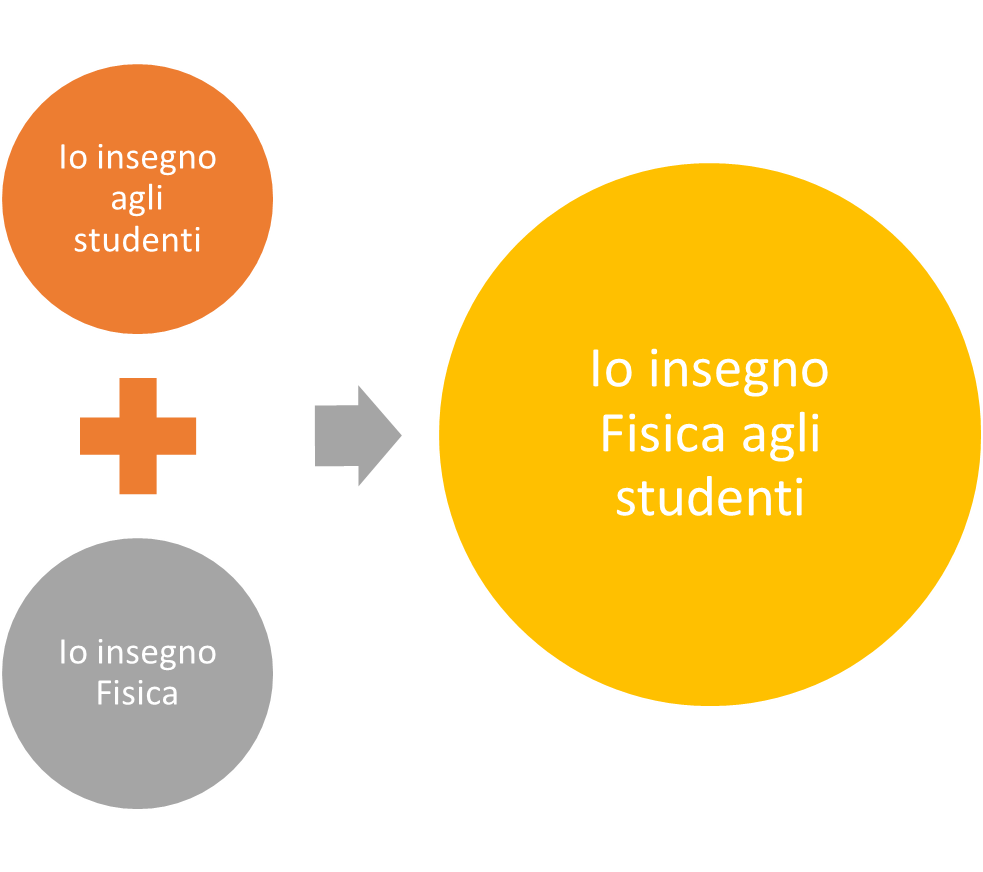 Io insegno
agli
studenti
Io insegno
Fisica
Io insegno
Fisica agli
studenti